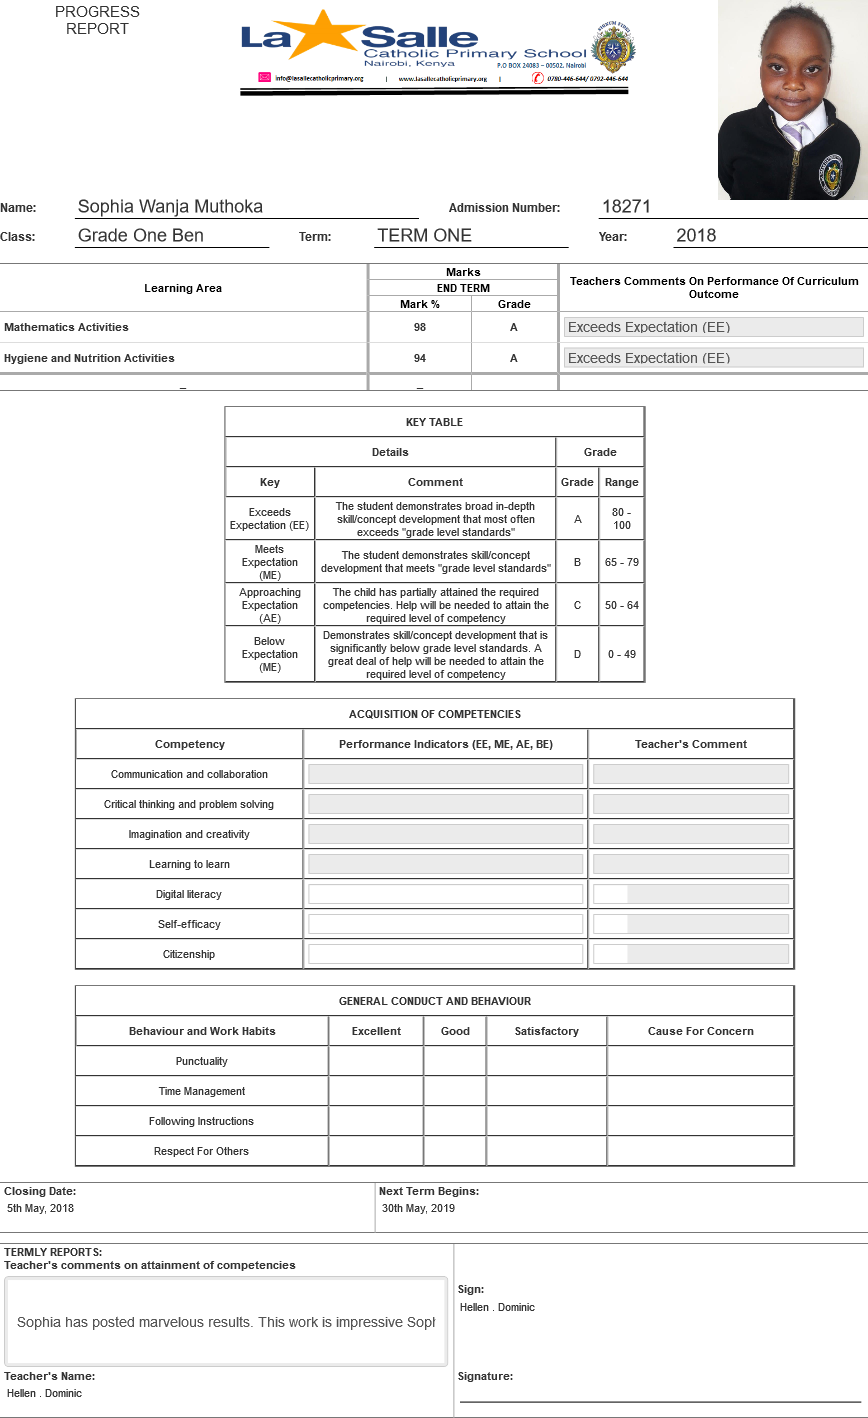 PROGRESS
REPORT
La Salle
Catholic Primary School
Nairobi, Kenya
P.O BOX 24083 – 00502, Nairobi
info@lasallecatholicprimary.org | www.lasallecatholicprimary.org | 0780-446-644/ 0792-446-644
Name: Sophia Wanja Muthoka Admission Number: 18271
Class: Grade One Ben Term: TERM ONE Year: 2018
Learning Area Marks Teachers Comments On Performance Of Curriculum Outcome
END TERM
Mark % Grade
Mathematics Activities 98 A Exceeds Expectation (EE)
Hygiene and Nutrition Activities 94 A Exceeds Expectation (EE)
_ _
KEY TABLE
Details Grade
Key Comment Grade Range
Exceeds Expectation (EE) The student demonstrates broad in-depth skill/concept development that most often exceeds "grade level standards" A 80 - 100
Meets Expectation (ME) The student demonstrates skill/concept development that meets "grade level standards" B 65 - 79
Approaching Expectation (AE) The child has partially attained the required competencies. Help will be needed to attain the required level of competency C 50 - 64
Below Expectation (ME) Demonstrates skill/concept development that is significantly below grade level standards. A great deal of help will be needed to attain the required level of competency D 0 - 49
ACQUISITION OF COMPETENCIES
Competency Performance Indicators (EE, ME, AE, BE) Teacher's Comment
Communication and collaboration
Critical thinking and problem solving
Imagination and creativity
Learning to learn
Digital literacy
Self-efficacy
Citizenship
GENERAL CONDUCT AND BEHAVIOUR
Behaviour and Work Habits Excellent Good Satisfactory Cause For Concern
Punctuality
Time Management
Following Instructions
Respect For Others
Closing Date: Next Term Begins:
5th May, 2018 30th May, 2019
TERMLY REPORTS:
Teacher's comments on attainment of competencies
Sophia has posted marvelous results. This work is impressive Soph
Sign:
Hellen . Dominic
Teacher's Name: Signature:
Hellen . Dominic